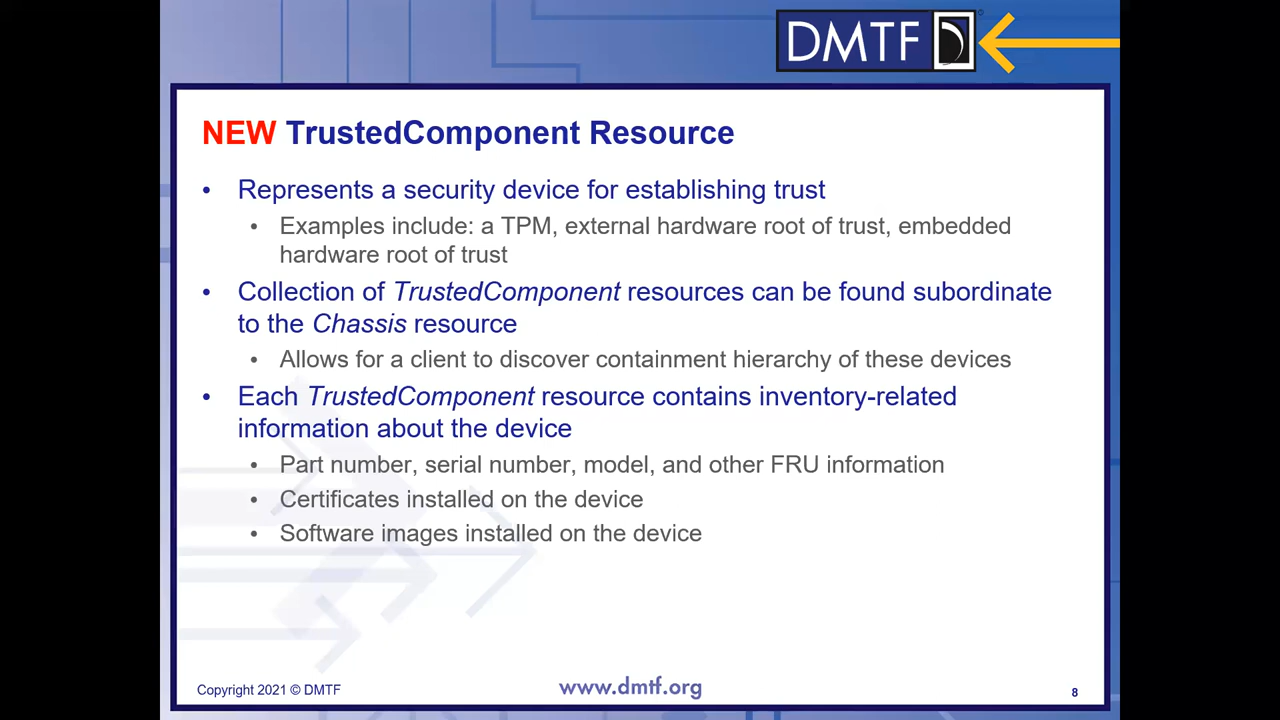 DMTF
NEW TrustedComponent Resource
• Represents a security device for establishing trust
• Examples include: a TPM, external hardware root of trust, embedded
hardware root of trust
• Collection of TrustedComponent resources can be found subordinate
to the Chassis resource
• Allows for a client to discover containment hierarchy of these devices
• Each TrustedComponent resource contains inventory-related
information about the device
• Part number, serial number, model, and other FRU information
• Certificates installed on the device
• Software images installed on the device
Copyright 2021 © DMTF
www.dmtf.org
8